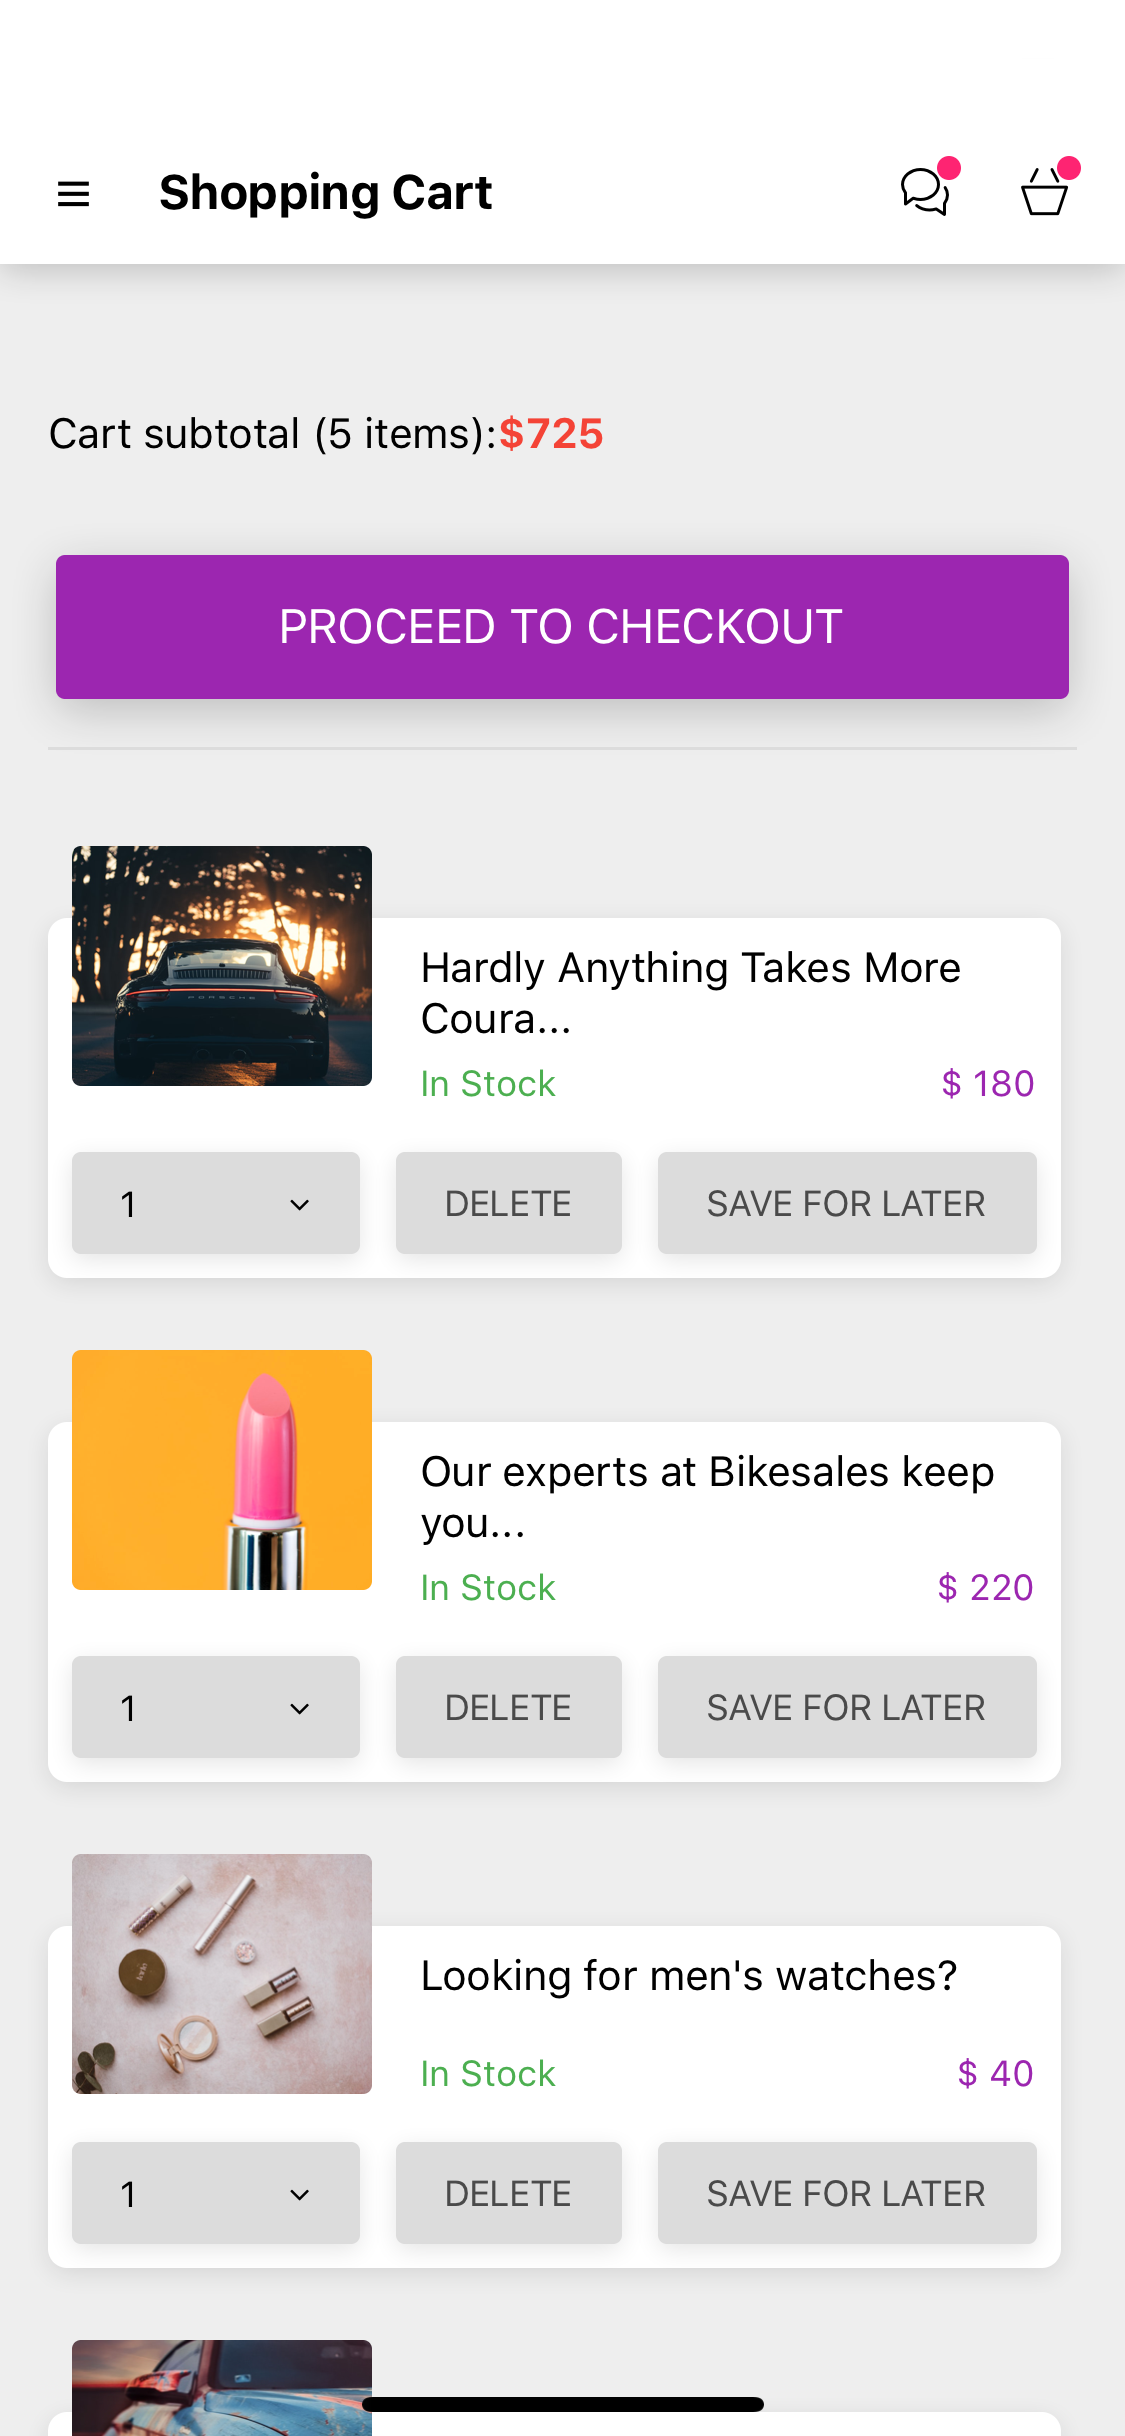 Shopping Cart
Cart subtotal (5 items):$725
PROCEED TO CHECKOUT
PORSCHE
Hardly Anything Takes More
Coura...
In Stock
$ 180
1
DELETE
SAVE FOR LATER
Our experts at Bikesales keep
you...
In Stock
$ 220
1
DELETE
SAVE FOR LATER
Looking for men's watches?
In Stock
$ 40
1
DELETE
SAVE FOR LATER